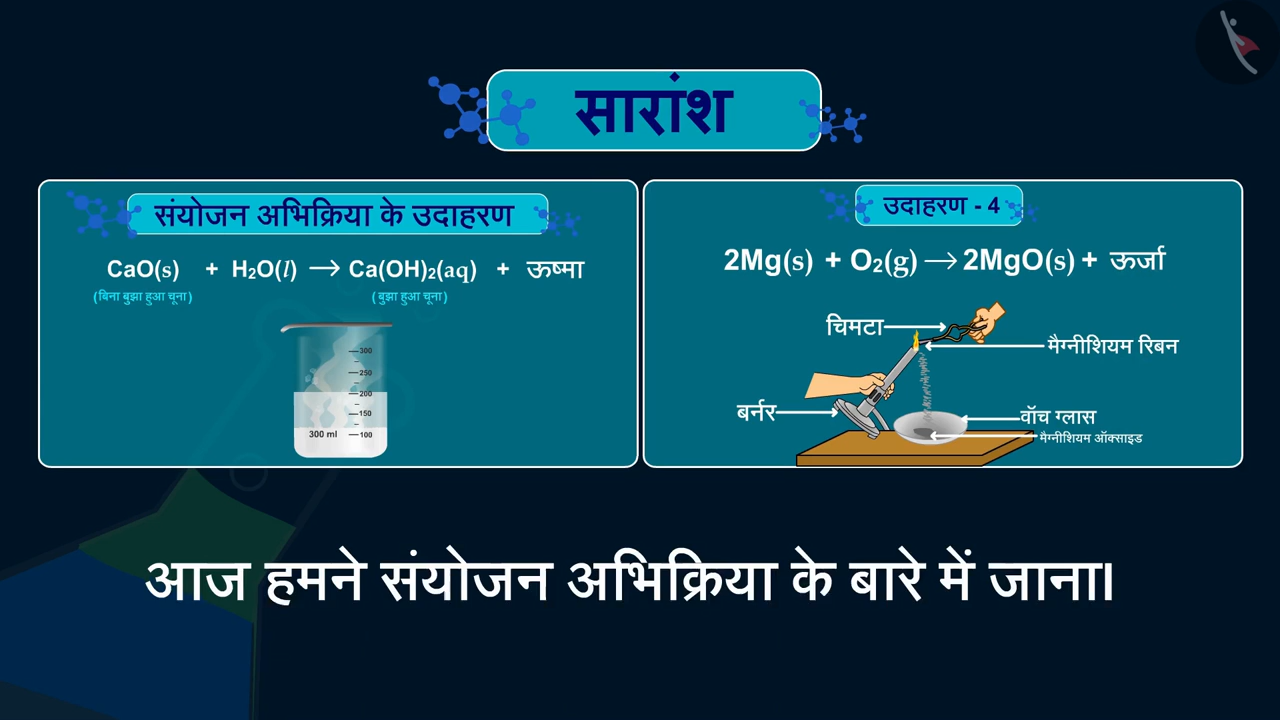 सारांश
संयोजन अभिक्रिया के उदाहरण
CaO(s) + H₂O(l) → Ca(OH)₂(aq) + ऊष्मा
(बिना बुझा हुआ चूना) (बुझा हुआ चूना)
300
250
200
150
300 ml 100
उदाहरण - 4
2Mg(s) + O₂(g) → 2MgO(s) + ऊर्जा
चिमटा
मैग्नीशियम रिबन
बर्नर
वॉच ग्लास
मैग्नीशियम ऑक्साइड
आज हमने संयोजन अभिक्रिया के बारे में जाना।